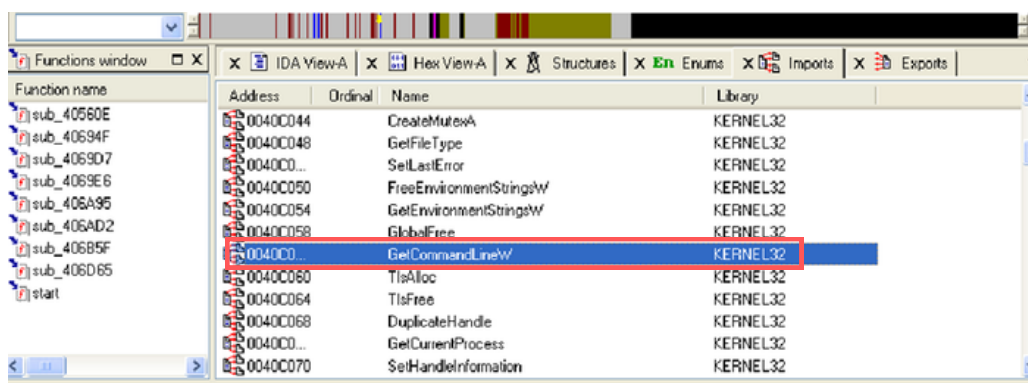 Functions window
Function name
sub_40560E
sub_40694F
sub_4069D7
sub_4069E6
sub_406A95
sub_406AD2
sub_406B5F
sub_406D65
start
IDA View-A Hex View-A Structures En Enums Imports Exports
Address Ordinal Name Library
0040C044 CreateMutexA KERNEL32
0040C048 GetFileType KERNEL32
0040C0... SetLastError KERNEL32
0040C050 FreeEnvironmentStringsW KERNEL32
0040C054 GetEnvironmentStringsW KERNEL32
0040C058 GlobalFree KERNEL32
0040C0... GetCommandLineW KERNEL32
0040C060 TlsAlloc KERNEL32
0040C064 TlsFree KERNEL32
0040C068 DuplicateHandle KERNEL32
0040C0... GetCurrentProcess KERNEL32
0040C070 SetHandleInformation KERNEL32